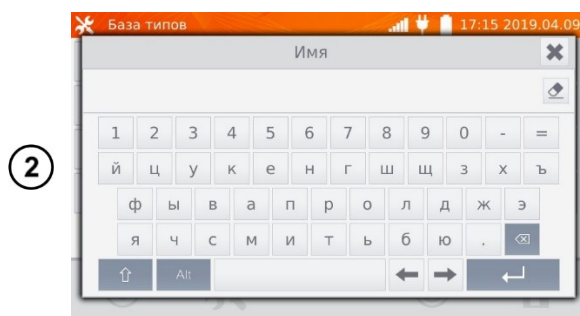 База типов 17:15 2019.04.09
Имя
1 2 3 4 5 6 7 8 9 0 - =
й ц у к е н г ш щ з х ъ
2
ф ы в а п р о л д ж э
я ч с м и т ь б ю .
Alt